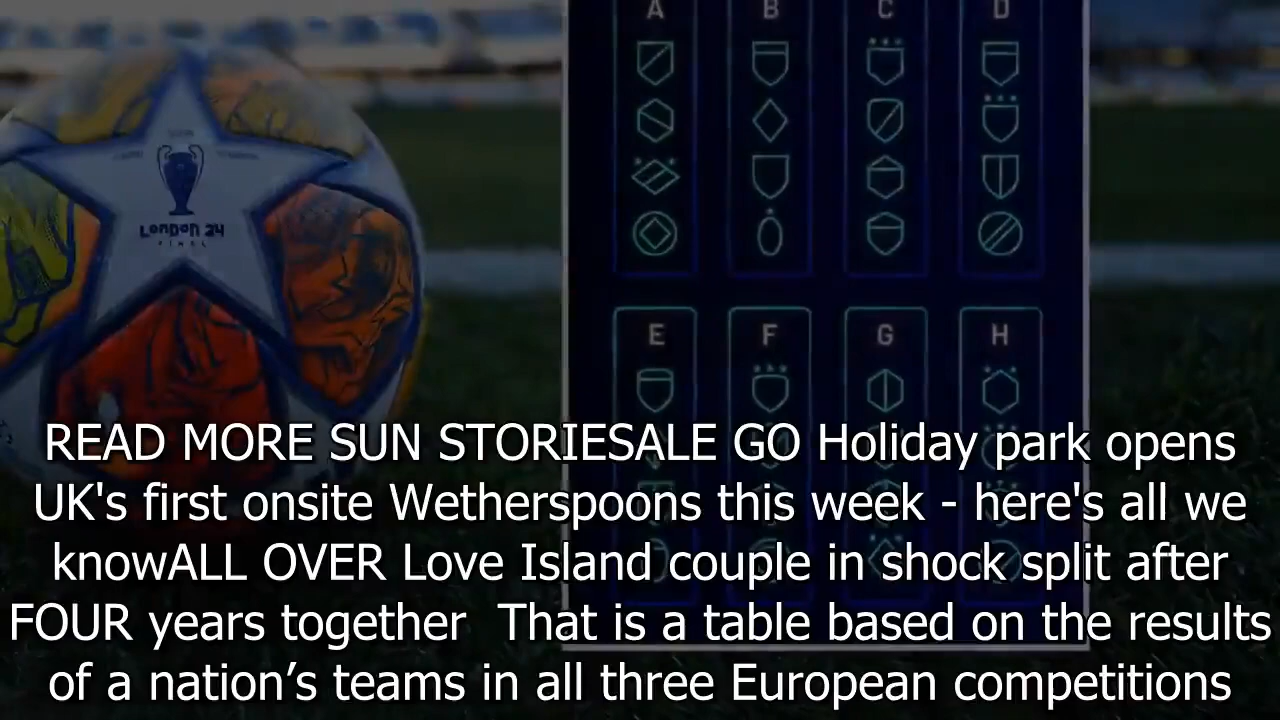 A B C D
LONDON 24
FINAL
E F G H
READ MORE SUN STORIESALE GO Holiday park opens
UK's first onsite Wetherspoons this week - here's all we
knowALL OVER Love Island couple in shock split after
FOUR years together  That is a table based on the results
of a nation’s teams in all three European competitions